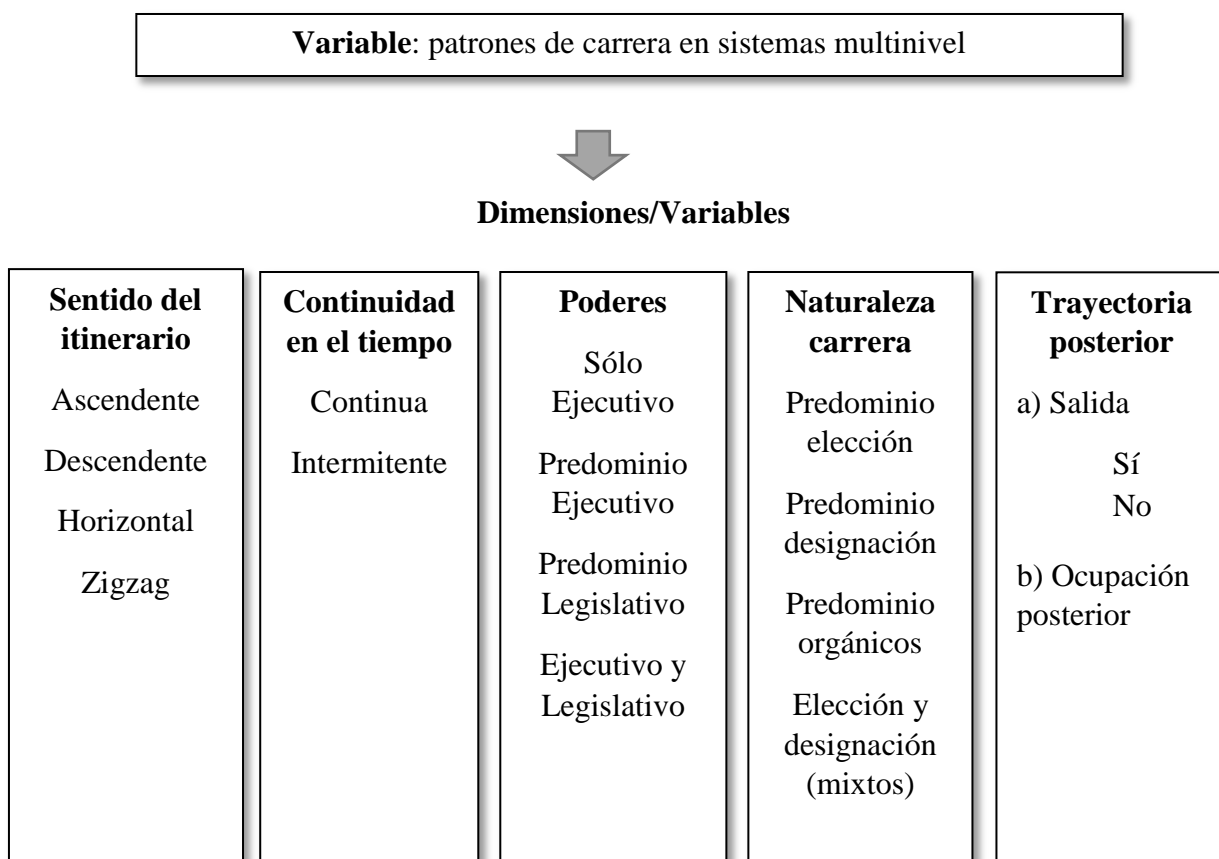 Variable: patrones de carrera en sistemas multinivel
Dimensiones/Variables
Sentido del
itinerario
Ascendente
Descendente
Horizontal
Zigzag
Continuidad
en el tiempo
Continua
Intermitente
Poderes
Sólo
Ejecutivo
Predominio
Ejecutivo
Predominio
Legislativo
Ejecutivo y
Legislativo
Naturaleza
carrera
Predominio
elección
Predominio
designación
Predominio
orgánicos
Elección y
designación
(mixtos)
Trayectoria
posterior
a) Salida
Sí
No
b) Ocupación
posterior